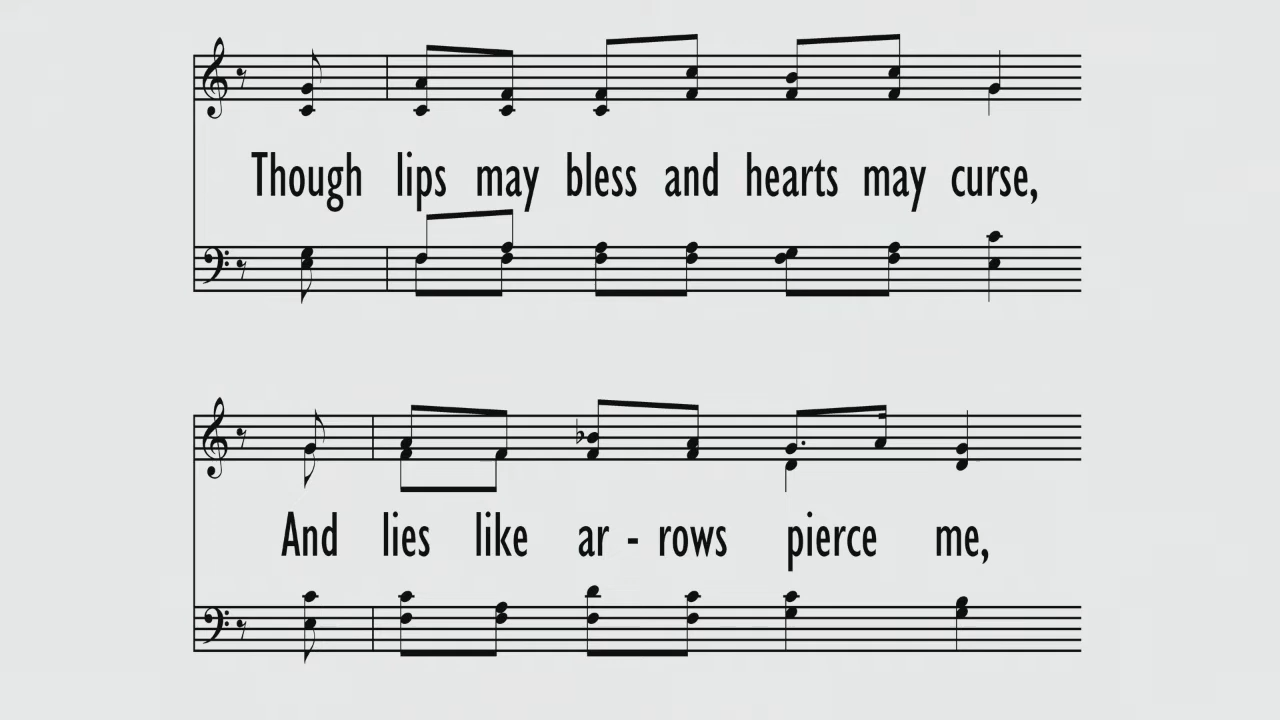 Though lips may bless and hearts may curse,
And lies like ar - rows pierce me,